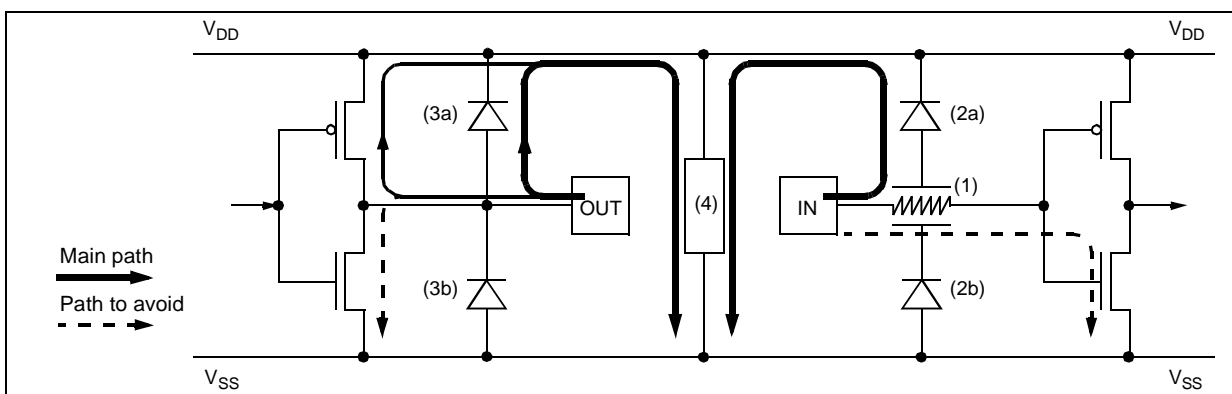 VDD
VDD
(3a)
(2a)
(1)
OUT
(4)
IN
Main path
(3b)
(2b)
Path to avoid
VSS
VSS